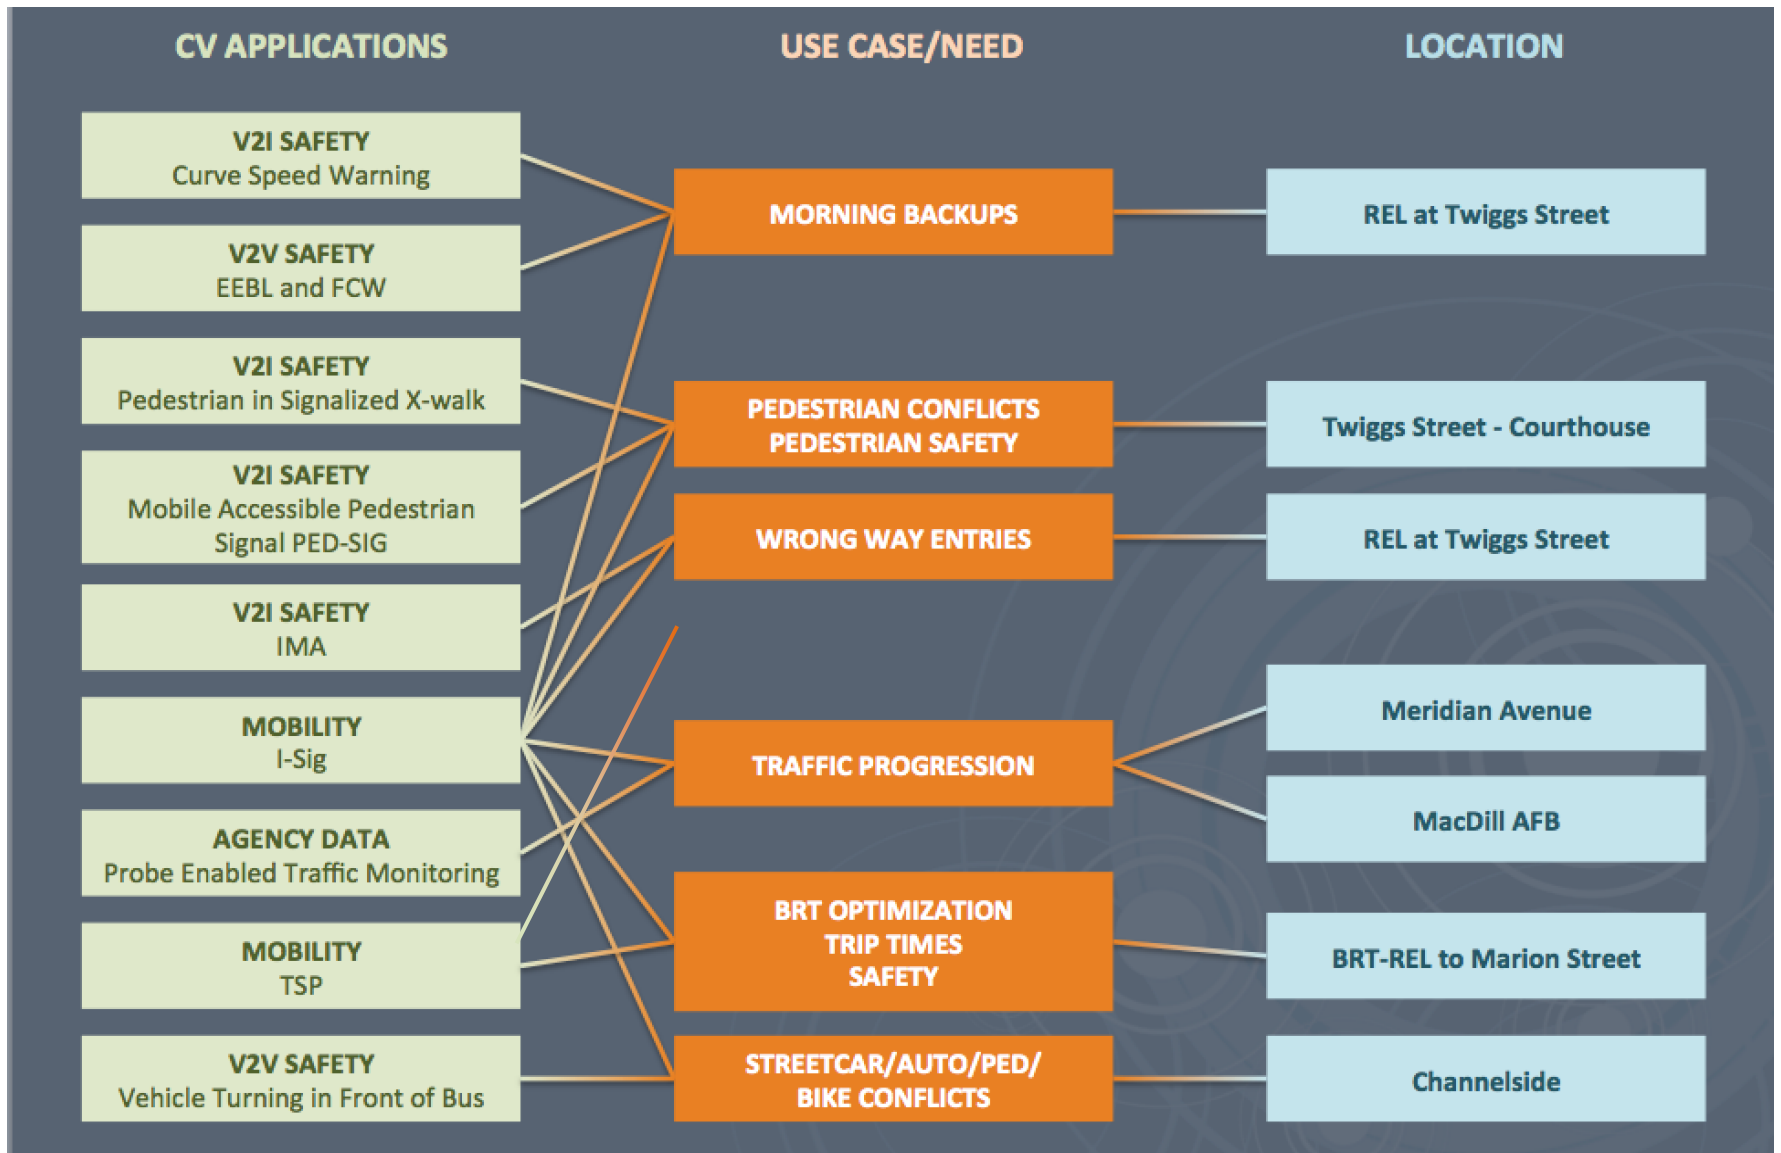 CV APPLICATIONS
USE CASE/NEED
LOCATION
V2I SAFETY
Curve Speed Warning
V2V SAFETY
EEBL and FCW
V2I SAFETY
Pedestrian in Signalized X-walk
V2I SAFETY
Mobile Accessible Pedestrian
Signal PED-SIG
V2I SAFETY
IMA
MOBILITY
I-Sig
AGENCY DATA
Probe Enabled Traffic Monitoring
MOBILITY
TSP
V2V SAFETY
Vehicle Turning in Front of Bus
MORNING BACKUPS
PEDESTRIAN CONFLICTS
PEDESTRIAN SAFETY
WRONG WAY ENTRIES
TRAFFIC PROGRESSION
BRT OPTIMIZATION
TRIP TIMES
SAFETY
STREETCAR/AUTO/PED/
BIKE CONFLICTS
REL at Twiggs Street
Twiggs Street - Courthouse
REL at Twiggs Street
Meridian Avenue
MacDill AFB
BRT-REL to Marion Street
Channelside